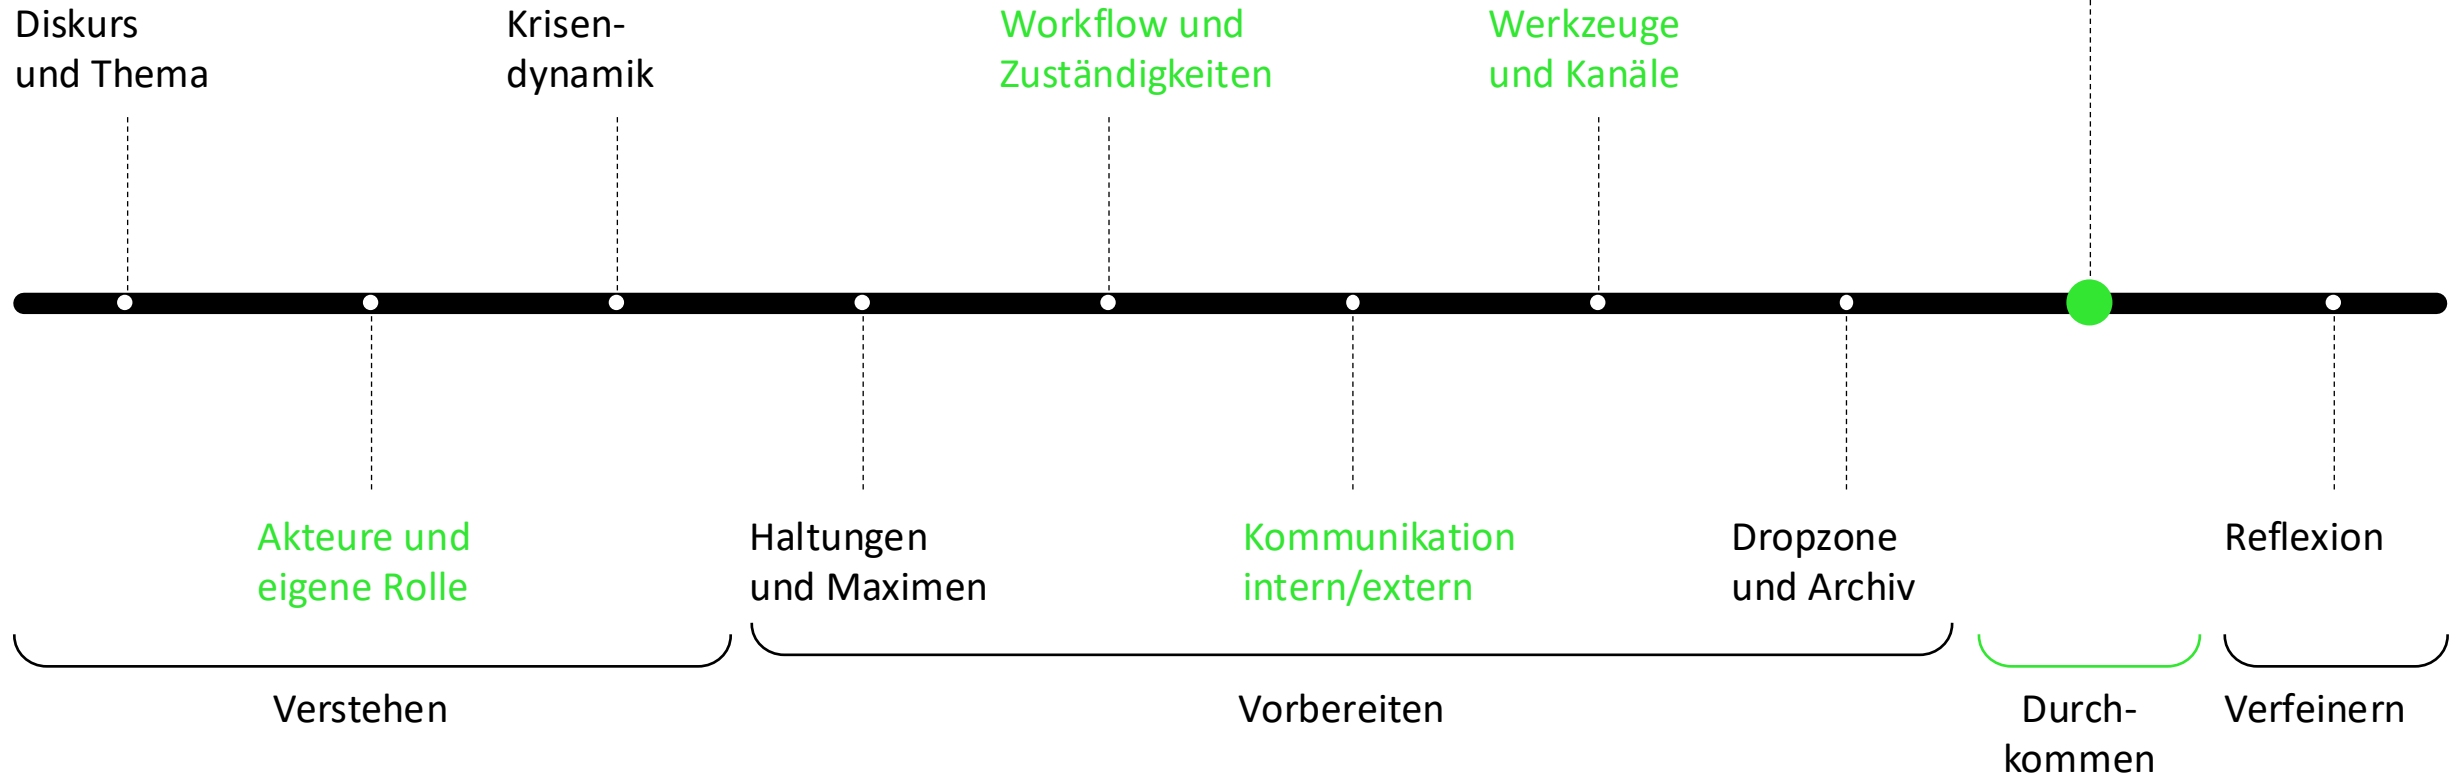 Diskurs
und Thema
Krisen-
dynamik
Workflow und
Zuständigkeiten
Werkzeuge
und Kanäle
Akteure und
eigene Rolle
Haltungen
und Maximen
Kommunikation
intern/extern
Dropzone
und Archiv
Reflexion
Verstehen
Vorbereiten
Durch-
kommen
Verfeinern